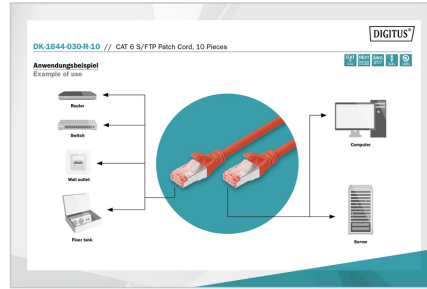 DIGITUS®
DK-1644-030-R-10 // CAT 6 S/FTP Patch Cord, 10 Pieces
Anwendungsbeispiel
Example of use
Router
Switch
Wall outlet
Floor tank
Computer
Server